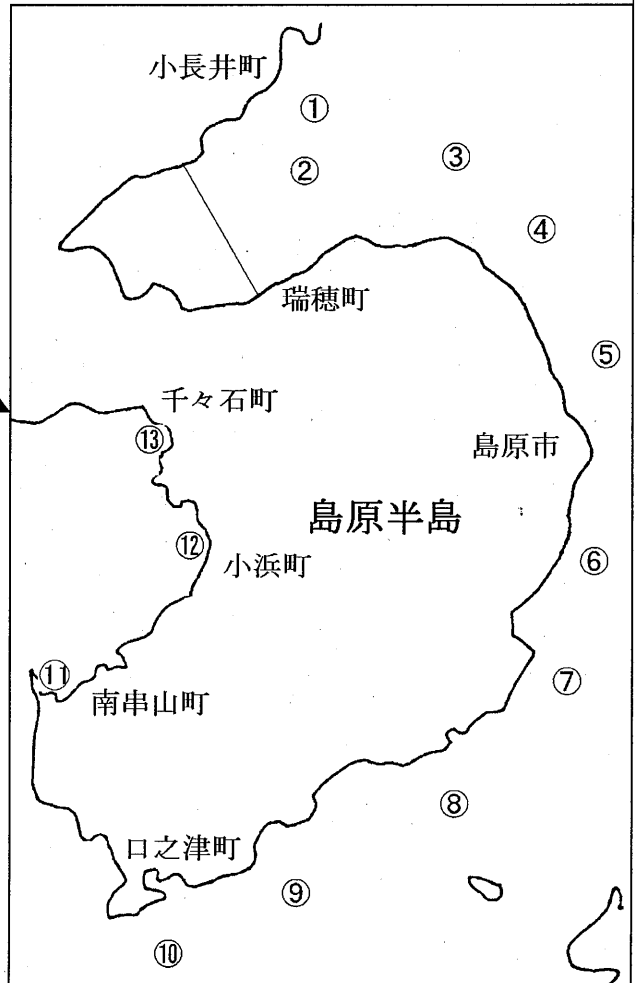 小長井町
①
②
③
④
瑞穂町
⑤
千々石町
⑬
島原市
島原半島
⑫
小浜町
⑥
⑪
南串山町
⑦
⑧
口之津町
⑨
⑩